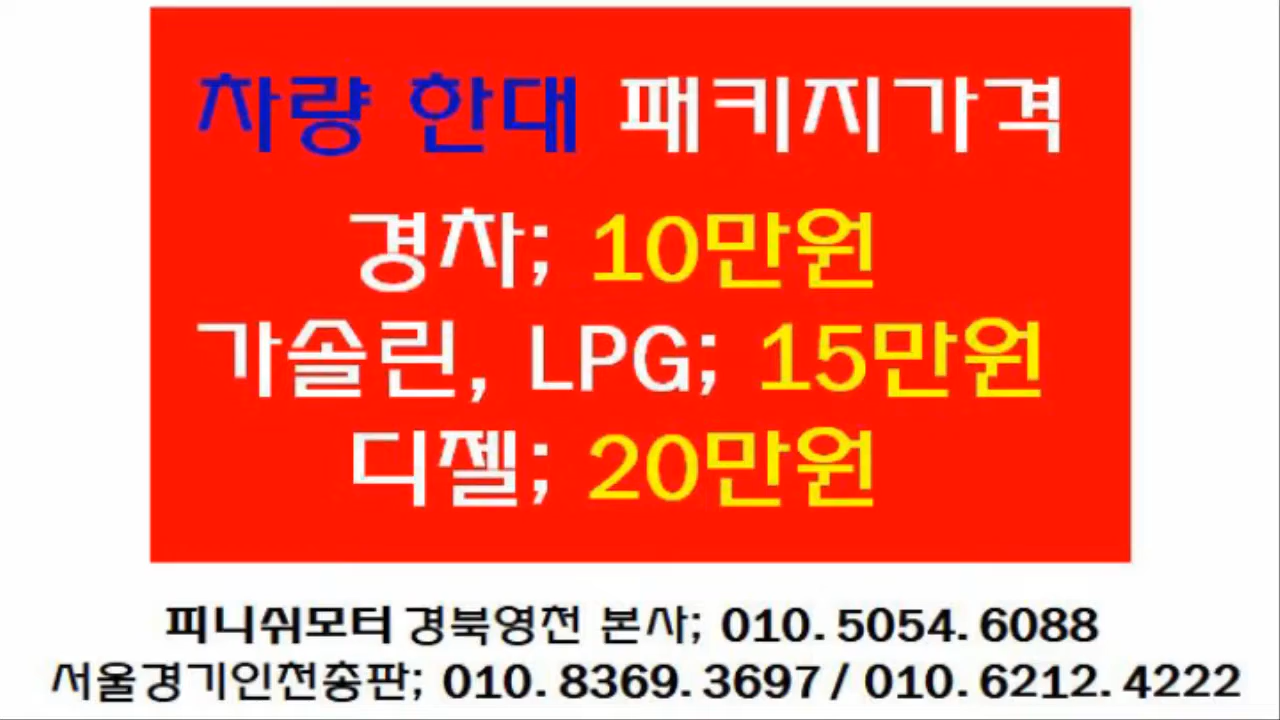 차량 한대 패키지가격
경차; 10만원
가솔린, LPG; 15만원
디젤; 20만원
피니쉬모터 경북영천 본사; 010. 5054. 6088
서울경기인천총판; 010. 8369. 3697 / 010. 6212. 4222